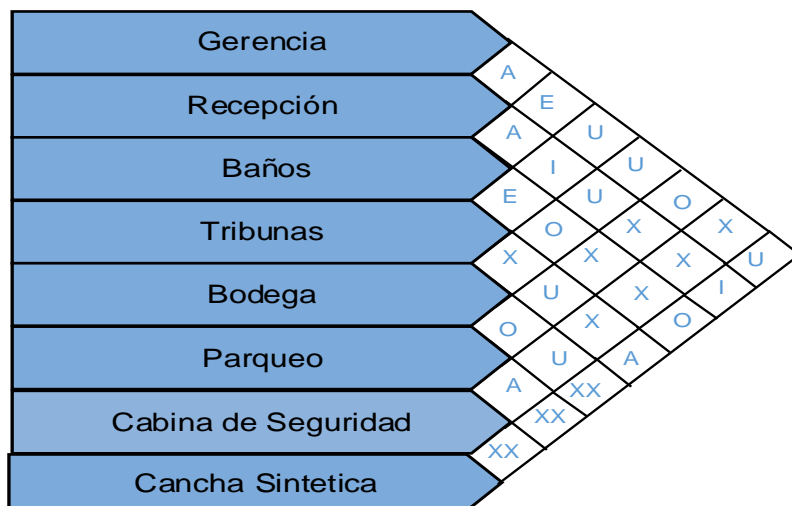 Gerencia
A
Recepción E
A U
Baños I U
E U O
Tribunas O X X
X X X U
Bodega U X I
O X O
Parqueo U A
A XX
Cabina de Seguridad XX
XX
Cancha Sintetica